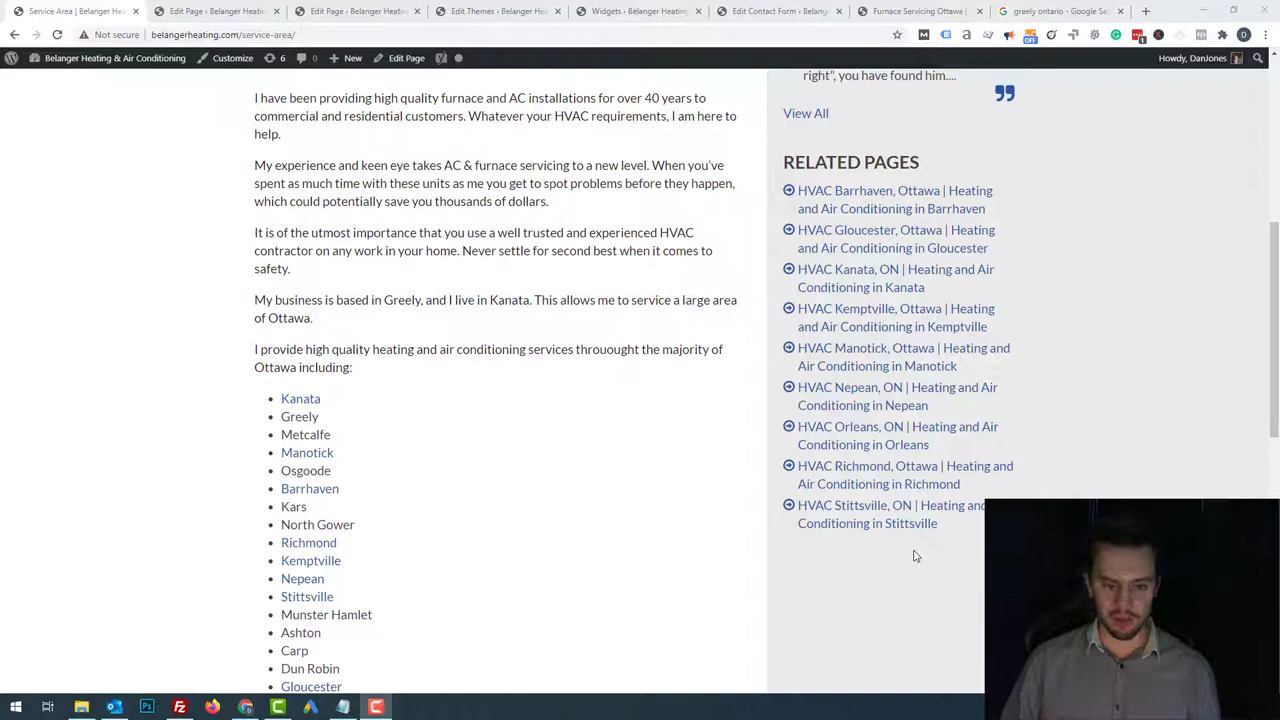 Service Area | Belanger Hea
Edit Page ‹ Belanger Heatin
Edit Page ‹ Belanger Heatin
Edit Themes ‹ Belanger Hea
Widgets ‹ Belanger Heating
Edit Contact Form ‹ Belang
Furnace Servicing Ottawa |
greely ontario - Google Se
Not secure | belangerheating.com/service-area/
Belanger Heating & Air Conditioning Customize 6 0 New Edit Page Howdy, DanJones
I have been providing high quality furnace and AC installations for over 40 years to
commercial and residential customers. Whatever your HVAC requirements, I am here to
help.
My experience and keen eye takes AC & furnace servicing to a new level. When you've
spent as much time with these units as me you get to spot problems before they happen,
which could potentially save you thousands of dollars.
It is of the utmost importance that you use a well trusted and experienced HVAC
contractor on any work in your home. Never settle for second best when it comes to
safety.
My business is based in Greely, and I live in Kanata. This allows me to service a large area
of Ottawa.
I provide high quality heating and air conditioning services throuought the majority of
Ottawa including:
• Kanata
• Greely
• Metcalfe
• Manotick
• Osgoode
• Barrhaven
• Kars
• North Gower
• Richmond
• Kemptville
• Nepean
• Stittsville
• Munster Hamlet
• Ashton
• Carp
• Dun Robin
• Gloucester
right", you have found him....
View All
RELATED PAGES
HVAC Barrhaven, Ottawa | Heating
and Air Conditioning in Barrhaven
HVAC Gloucester, Ottawa | Heating
and Air Conditioning in Gloucester
HVAC Kanata, ON | Heating and Air
Conditioning in Kanata
HVAC Kemptville, Ottawa | Heating
and Air Conditioning in Kemptville
HVAC Manotick, Ottawa | Heating and
Air Conditioning in Manotick
HVAC Nepean, ON | Heating and Air
Conditioning in Nepean
HVAC Orleans, ON | Heating and Air
Conditioning in Orleans
HVAC Richmond, Ottawa | Heating and
Air Conditioning in Richmond
HVAC Stittsville, ON | Heating and
Conditioning in Stittsville